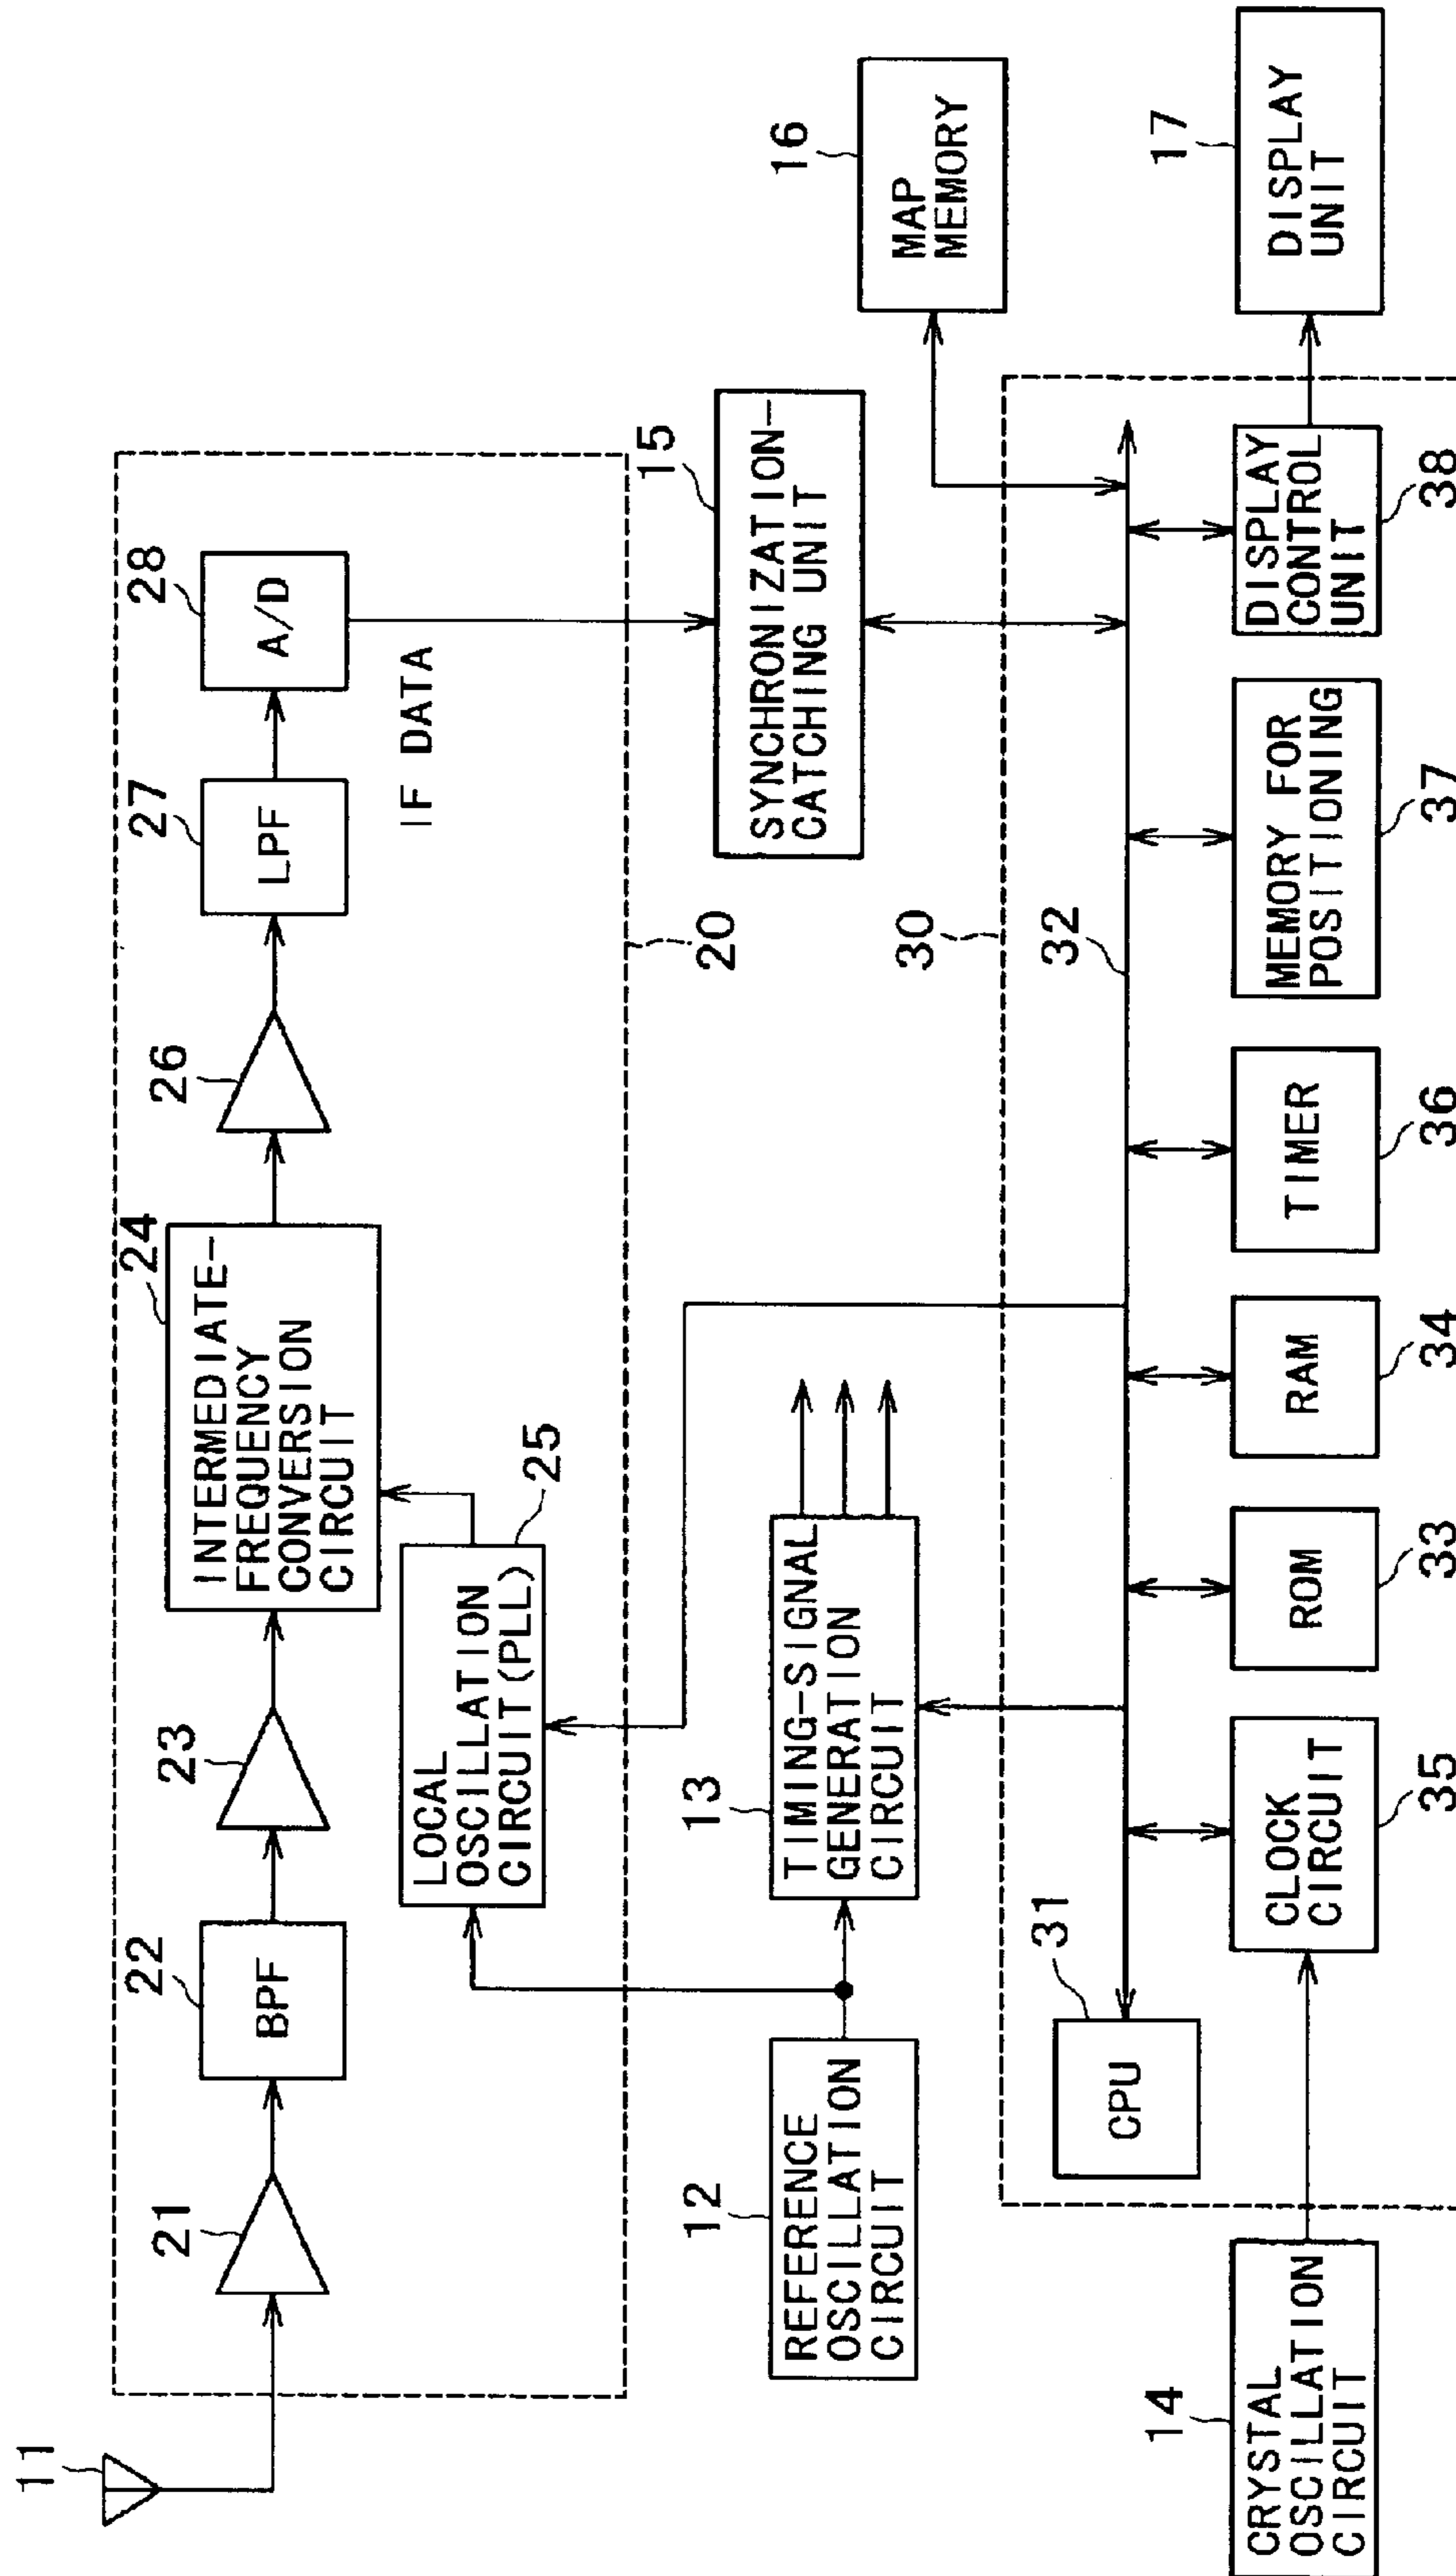 11
21
22
BPF
23
24
INTERMEDIATE-
FREQUENCY
CONVERSION
CIRCUIT
26
27
LPF
28
A/D
LOCAL
OSCILLATION
CIRCUIT(PLL)
25
IF DATA
20
12
REFERENCE
OSCILLATION
CIRCUIT
13
TIMING-SIGNAL
GENERATION
CIRCUIT
15
SYNCHRONIZATION-
CATCHING UNIT
16
MAP
MEMORY
30
31
CPU
32
14
CRYSTAL
OSCILLATION
CIRCUIT
CLOCK
CIRCUIT
35
ROM
33
RAM
34
TIMER
36
MEMORY FOR
POSITIONING
37
DISPLAY
CONTROL
UNIT
38
17
DISPLAY
UNIT